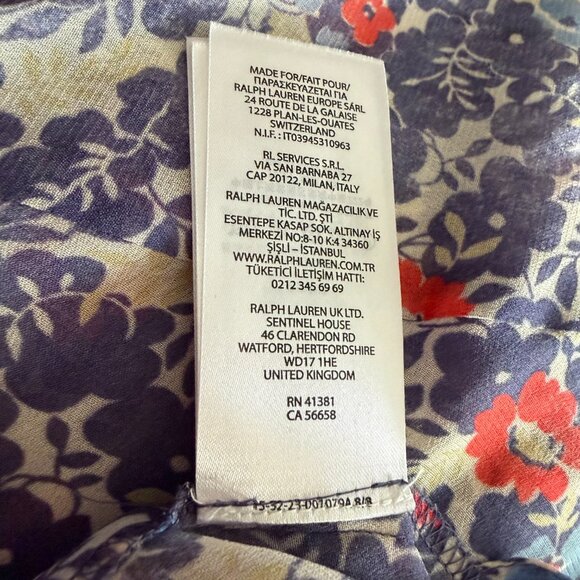 MADE FOR/FAIT POUR/
ΠΑΡΑΣΚΕΥΑΖΕΤΑΙ ΓΙΑ
RALPH LAUREN EUROPE SÁRL
24 ROUTE DE LA GALAISE
1228 PLAN-LES-OUATES
SWITZERLAND
N.I.F. : IT03945310963
RL SERVICES S.R.L.
VIA SAN BARNABA 27
CAP 20122, MILAN, ITALY
RALPH LAUREN MAĞAZACILIK VE
TİC. LTD. ŞTİ
ESENTEPE KASAP SOK. ALTINAY İŞ
MERKEZİ NO:8-10 K:4 34360
ŞİŞLİ – İSTANBUL
WWW.RALPHLAUREN.COM.TR
TÜKETİCİ İLETİŞİM HATTI:
0212 345 69 69
RALPH LAUREN UK LTD.
SENTINEL HOUSE
46 CLARENDON RD
WATFORD, HERTFORDSHIRE
WD17 1HE
UNITED KINGDOM
RN 41381
CA 56658
8/8